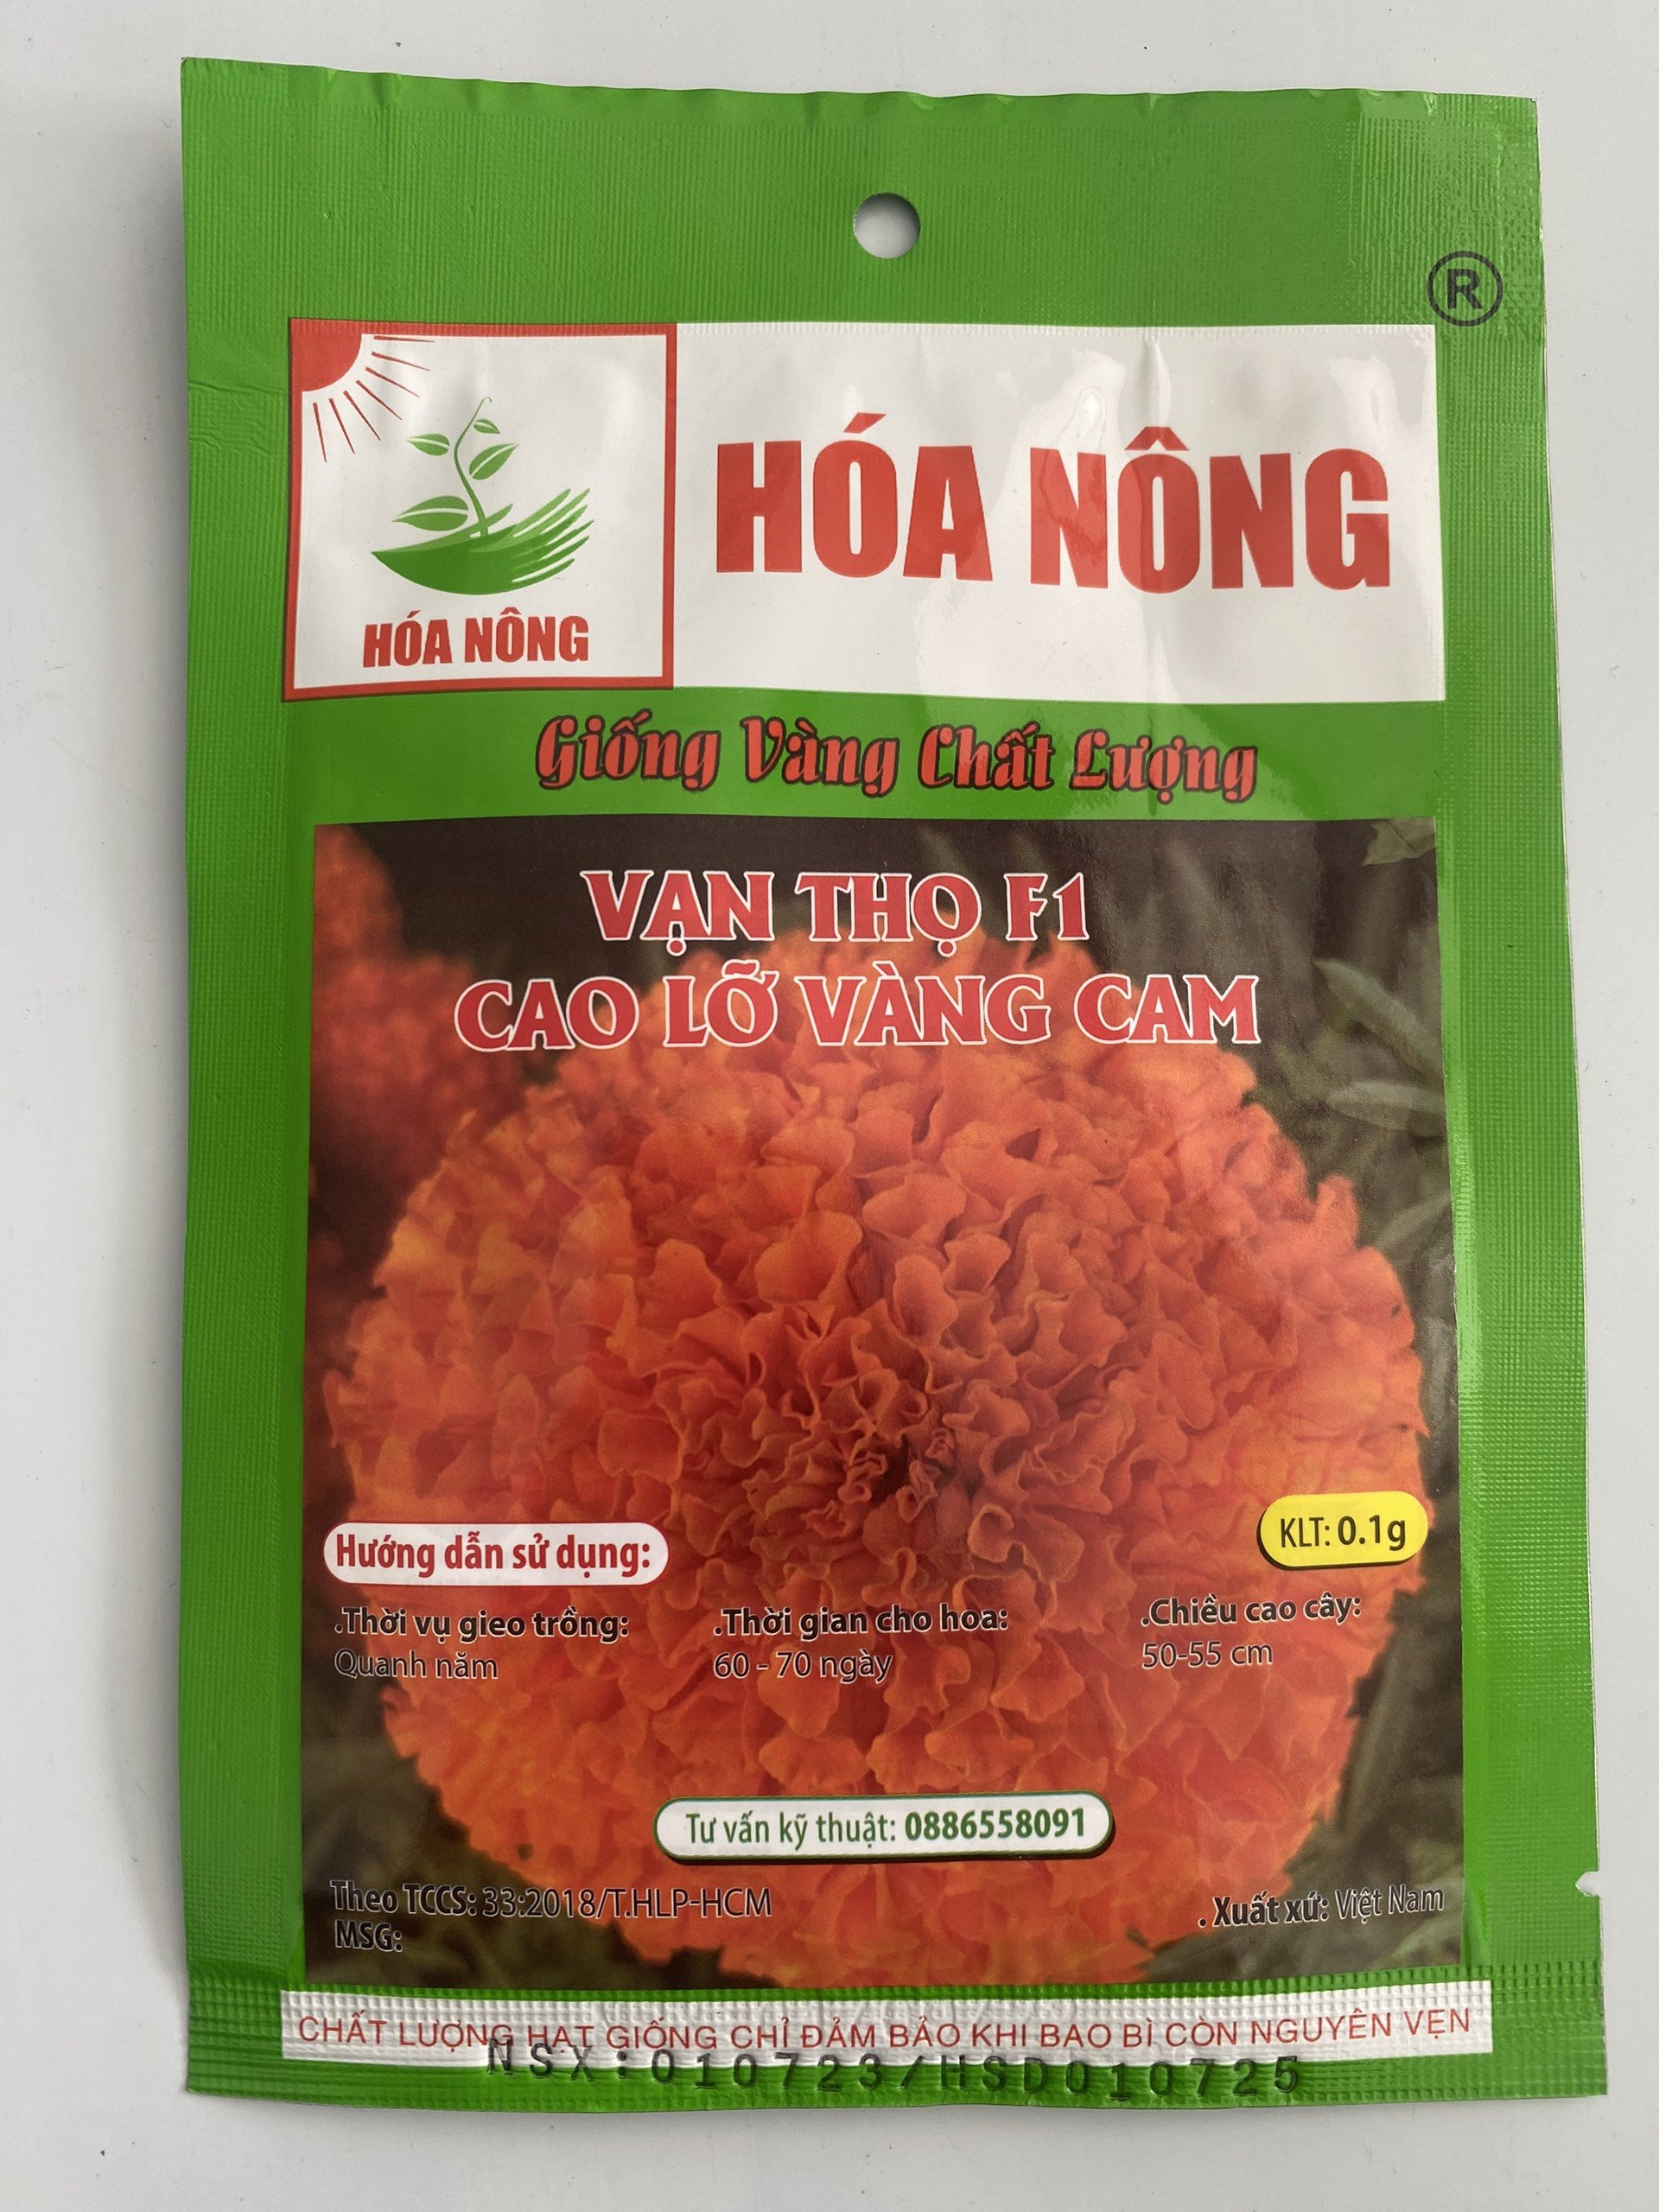 ®
HÓA NÔNG
HÓA NÔNG
Giống Vàng Chất Lượng
VẠN THỌ F1
CAO LỠ VÀNG CAM
KLT: 0.1g
Hướng dẫn sử dụng:
.Thời vụ gieo trồng:
Quanh năm
.Thời gian cho hoa:
60 - 70 ngày
.Chiều cao cây:
50-55 cm
Tư vấn kỹ thuật: 0886558091
Theo TCCS: 33:2018/T.HLP-HCM
MSG:
. Xuất xứ: Việt Nam
CHẤT LƯỢNG HẠT GIỐNG CHỈ ĐẢM BẢO KHI BAO BÌ CÒN NGUYÊN VẸN
NSX:010723/HSD010725